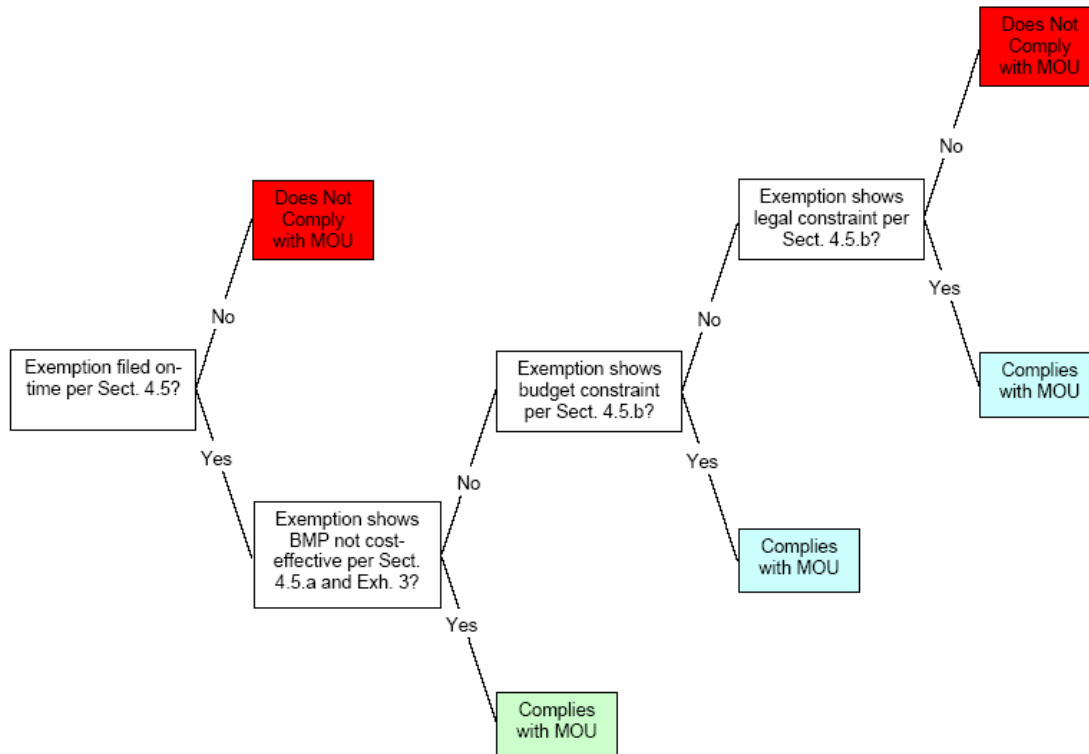 Does Not
Comply
with MOU
No
Does Not
Comply
with MOU
Exemption shows
legal constraint per
Sect. 4.5.b?
Yes
No
No
Exemption filed on-
time per Sect. 4.5?
Exemption shows
budget constraint
per Sect. 4.5.b?
Complies
with MOU
Yes
Yes
No
Exemption shows
BMP not cost-
effective per Sect.
4.5.a and Exh. 3?
Complies
with MOU
Yes
Complies
with MOU